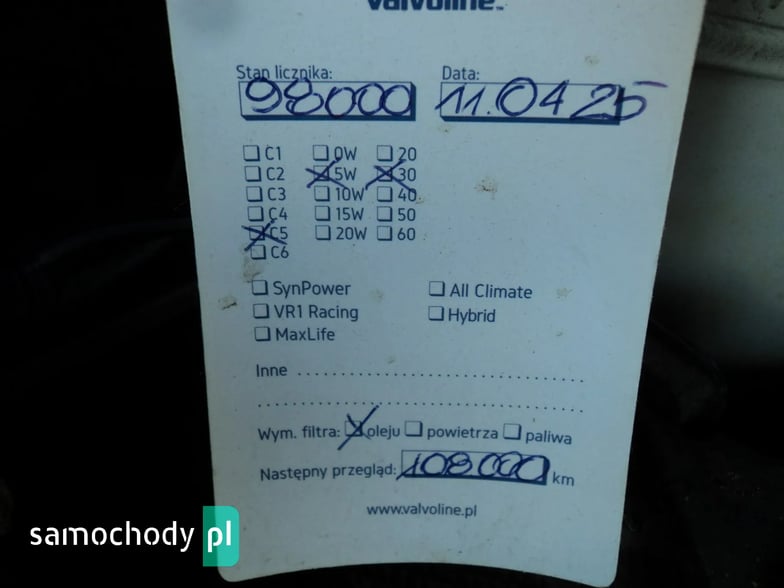 Valvoline™
Stan licznika: Data:
98000 11.04 25
C1 0W 20
C2 5W 30
C3 10W 40
C4 15W 50
C5 20W 60
C6
SynPower All Climate
VR1 Racing Hybrid
MaxLife
Inne
Wym. filtra: oleju powietrza paliwa
Następny przegląd: 108000 km
www.valvoline.pl
samochody pl